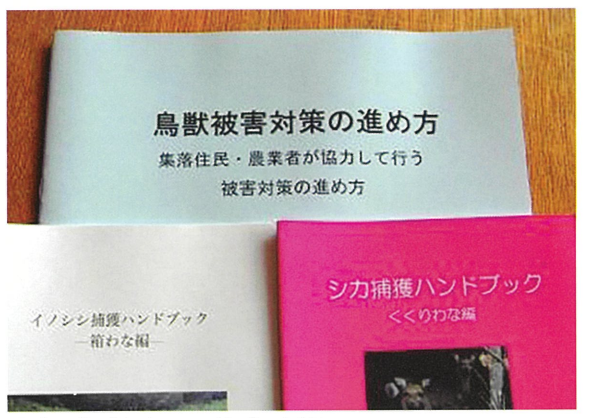 鳥獣被害対策の進め方
集落住民・農業者が協力して行う
被害対策の進め方
イノシシ捕獲ハンドブック
―箱わな編―
シカ捕獲ハンドブック
くくりわな編